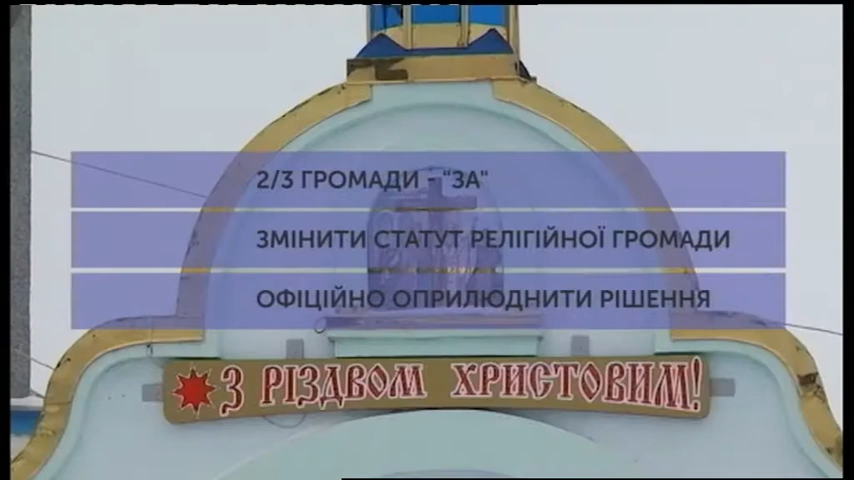 2/3 ГРОМАДИ - "ЗА"
ЗМІНИТИ СТАТУТ РЕЛІГІЙНОЇ ГРОМАДИ
ОФІЦІЙНО ОПРИЛЮДНИТИ РІШЕННЯ
З РІЗДВОМ ХРИСТОВИМ!